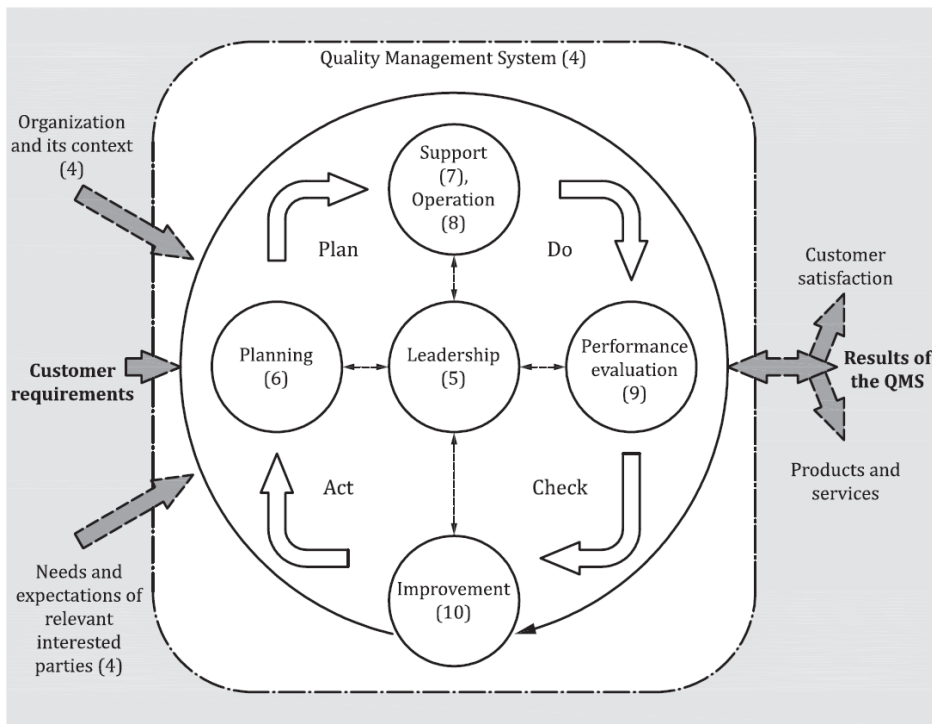 Quality Management System (4)
Organization
and its context
(4)
Support
(7),
Operation
(8)
Plan
Do
Customer
satisfaction
Customer
requirements
Planning
(6)
Leadership
(5)
Performance
evaluation
(9)
Results of
the QMS
Act
Check
Products and
services
Needs and
expectations of
relevant
interested
parties (4)
Improvement
(10)